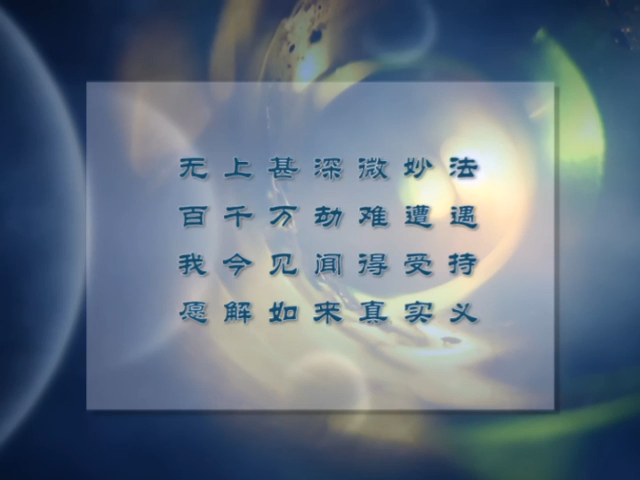 无上甚深微妙法
百千万劫难遭遇
我今见闻得受持
愿解如来真实义